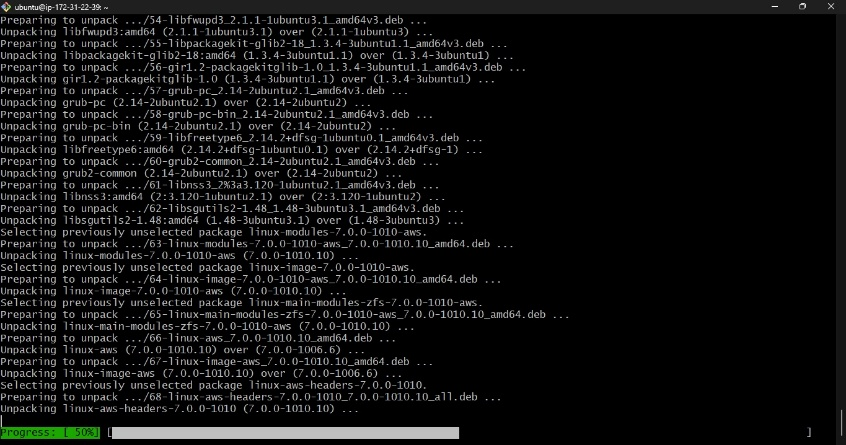 ubuntu@ip-172-31-22-39: ~
Preparing to unpack .../54-libfwupd3_2.1.1-1ubuntu3.1_amd64v3.deb ...
Unpacking libfwupd3:amd64 (2.1.1-1ubuntu3.1) over (2.1.1-1ubuntu3) ...
Preparing to unpack .../55-libpackagekit-glib2-18_1.3.4-3ubuntu1.1_amd64v3.deb ...
Unpacking libpackagekit-glib2-18:amd64 (1.3.4-3ubuntu1.1) over (1.3.4-3ubuntu1) ...
Preparing to unpack .../56-gir1.2-packagekitglib-1.0_1.3.4-3ubuntu1.1_amd64v3.deb ...
Unpacking gir1.2-packagekitglib-1.0 (1.3.4-3ubuntu1.1) over (1.3.4-3ubuntu1) ...
Preparing to unpack .../57-grub-pc_2.14-2ubuntu2.1_amd64v3.deb ...
Unpacking grub-pc (2.14-2ubuntu2.1) over (2.14-2ubuntu2) ...
Preparing to unpack .../58-grub-pc-bin_2.14-2ubuntu2.1_amd64v3.deb ...
Unpacking grub-pc-bin (2.14-2ubuntu2.1) over (2.14-2ubuntu2) ...
Preparing to unpack .../59-libfreetype6_2.14.2+dfsg-1ubuntu0.1_amd64v3.deb ...
Unpacking libfreetype6:amd64 (2.14.2+dfsg-1ubuntu0.1) over (2.14.2+dfsg-1) ...
Preparing to unpack .../60-grub2-common_2.14-2ubuntu2.1_amd64v3.deb ...
Unpacking grub2-common (2.14-2ubuntu2.1) over (2.14-2ubuntu2) ...
Preparing to unpack .../61-libnss3_2%3a3.120-1ubuntu2.1_amd64v3.deb ...
Unpacking libnss3:amd64 (2:3.120-1ubuntu2.1) over (2:3.120-1ubuntu2) ...
Preparing to unpack .../62-libsgutils2-1.48_1.48-3ubuntu3.1_amd64v3.deb ...
Unpacking libsgutils2-1.48:amd64 (1.48-3ubuntu3.1) over (1.48-3ubuntu3) ...
Selecting previously unselected package linux-modules-7.0.0-1010-aws.
Preparing to unpack .../63-linux-modules-7.0.0-1010-aws_7.0.0-1010.10_amd64.deb ...
Unpacking linux-modules-7.0.0-1010-aws (7.0.0-1010.10) ...
Selecting previously unselected package linux-image-7.0.0-1010-aws.
Preparing to unpack .../64-linux-image-7.0.0-1010-aws_7.0.0-1010.10_amd64.deb ...
Unpacking linux-image-7.0.0-1010-aws (7.0.0-1010.10) ...
Selecting previously unselected package linux-main-modules-zfs-7.0.0-1010-aws.
Preparing to unpack .../65-linux-main-modules-zfs-7.0.0-1010-aws_7.0.0-1010.10_amd64.deb ...
Unpacking linux-main-modules-zfs-7.0.0-1010-aws (7.0.0-1010.10) ...
Preparing to unpack .../66-linux-aws_7.0.0-1010.10_amd64.deb ...
Unpacking linux-aws (7.0.0-1010.10) over (7.0.0-1006.6) ...
Preparing to unpack .../67-linux-image-aws_7.0.0-1010.10_amd64.deb ...
Unpacking linux-image-aws (7.0.0-1010.10) over (7.0.0-1006.6) ...
Selecting previously unselected package linux-aws-headers-7.0.0-1010.
Preparing to unpack .../68-linux-aws-headers-7.0.0-1010_7.0.0-1010.10_all.deb ...
Unpacking linux-aws-headers-7.0.0-1010 (7.0.0-1010.10) ...
Progress: [ 50%] [ ]